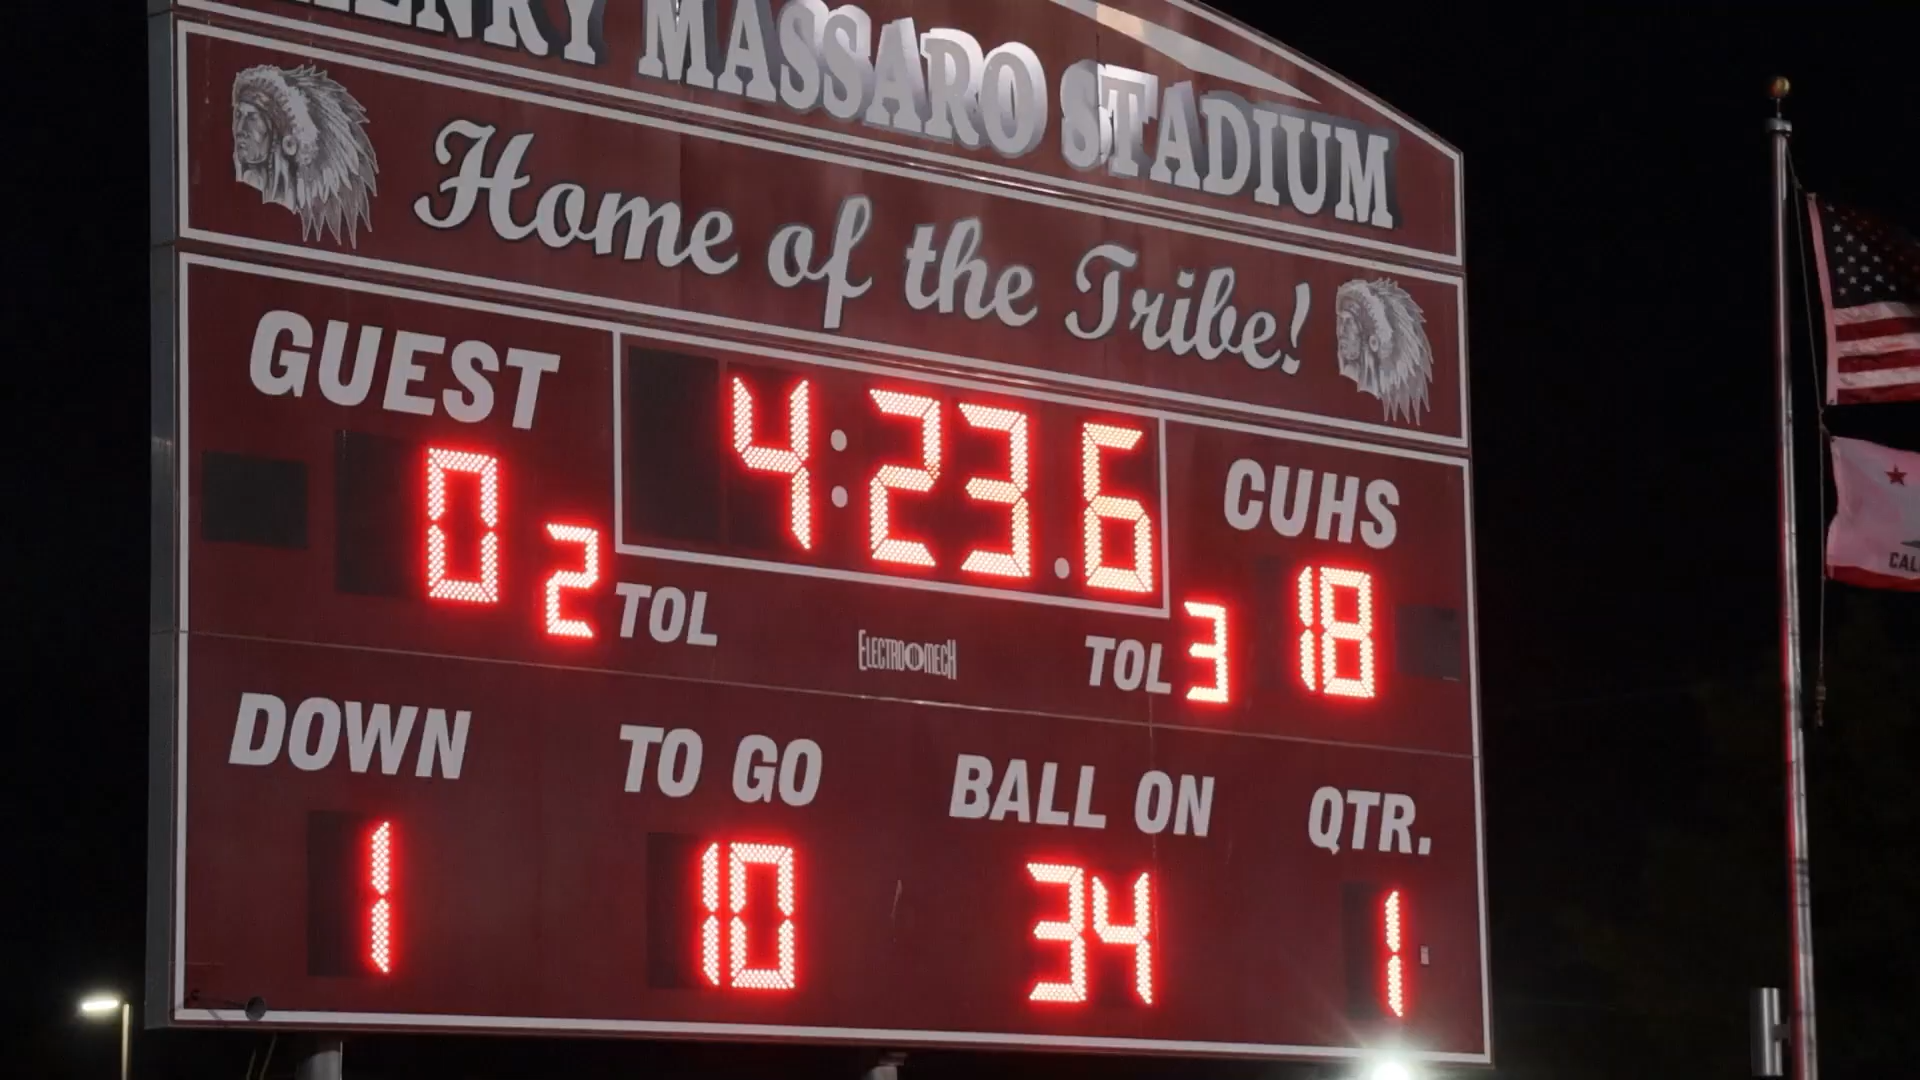 HENRY MASSARO STADIUM
Home of the Tribe!
GUEST
4:23.6
CUHS
0
2
TOL
ELECTRO MECH
TOL
3
18
DOWN
TO GO
BALL ON
QTR.
1
10
34
1